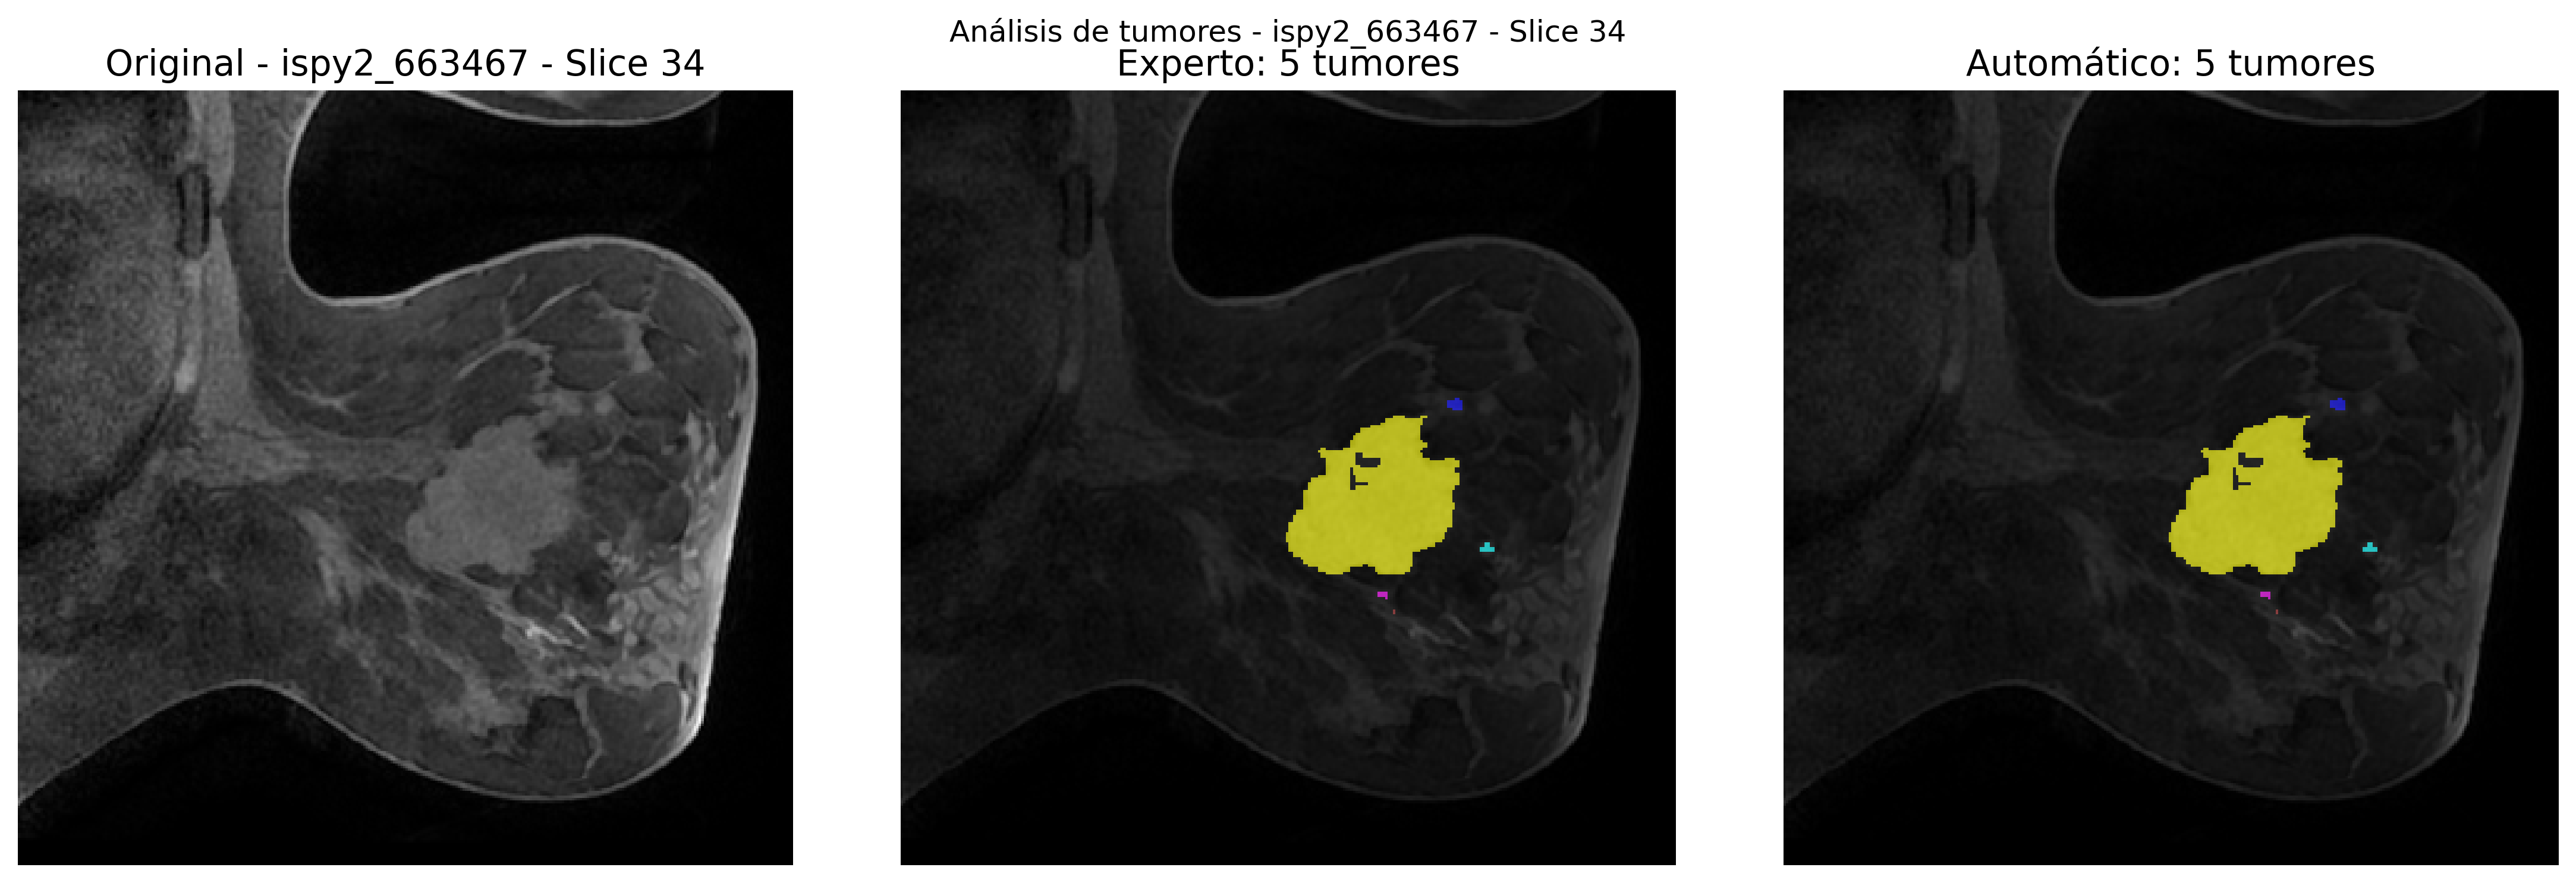 Análisis de tumores - ispy2_663467 - Slice 34
Original - ispy2_663467 - Slice 34
Experto: 5 tumores
Automático: 5 tumores